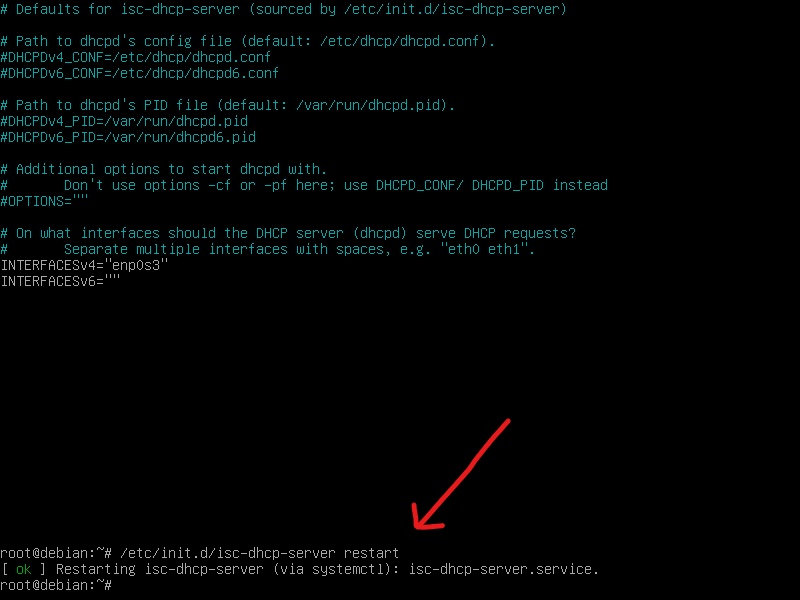 # Defaults for isc-dhcp-server (sourced by /etc/init.d/isc-dhcp-server)
# Path to dhcpd's config file (default: /etc/dhcp/dhcpd.conf).
#DHCPDv4_CONF=/etc/dhcp/dhcpd.conf
#DHCPDv6_CONF=/etc/dhcp/dhcpd6.conf
# Path to dhcpd's PID file (default: /var/run/dhcpd.pid).
#DHCPDv4_PID=/var/run/dhcpd.pid
#DHCPDv6_PID=/var/run/dhcpd6.pid
# Additional options to start dhcpd with.
#       Don't use options -cf or -pf here; use DHCPD_CONF/ DHCPD_PID instead
#OPTIONS=""
# On what interfaces should the DHCP server (dhcpd) serve DHCP requests?
#       Separate multiple interfaces with spaces, e.g. "eth0 eth1".
INTERFACESv4="enp0s3"
INTERFACESv6=""
root@debian:~# /etc/init.d/isc-dhcp-server restart
[ ok ] Restarting isc-dhcp-server (via systemctl): isc-dhcp-server.service.
root@debian:~#